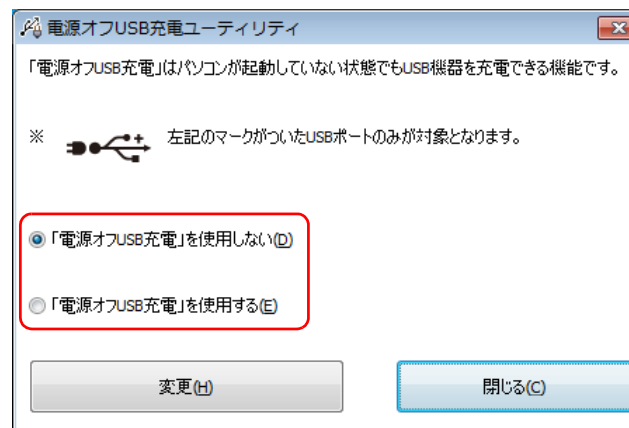 電源オフUSB充電ユーティリティ
「電源オフUSB充電」はパソコンが起動していない状態でもUSB機器を充電できる機能です。
※ 左記のマークがついたUSBポートのみが対象となります。
「電源オフUSB充電」を使用しない(D)
「電源オフUSB充電」を使用する(E)
変更(H) 閉じる(C)